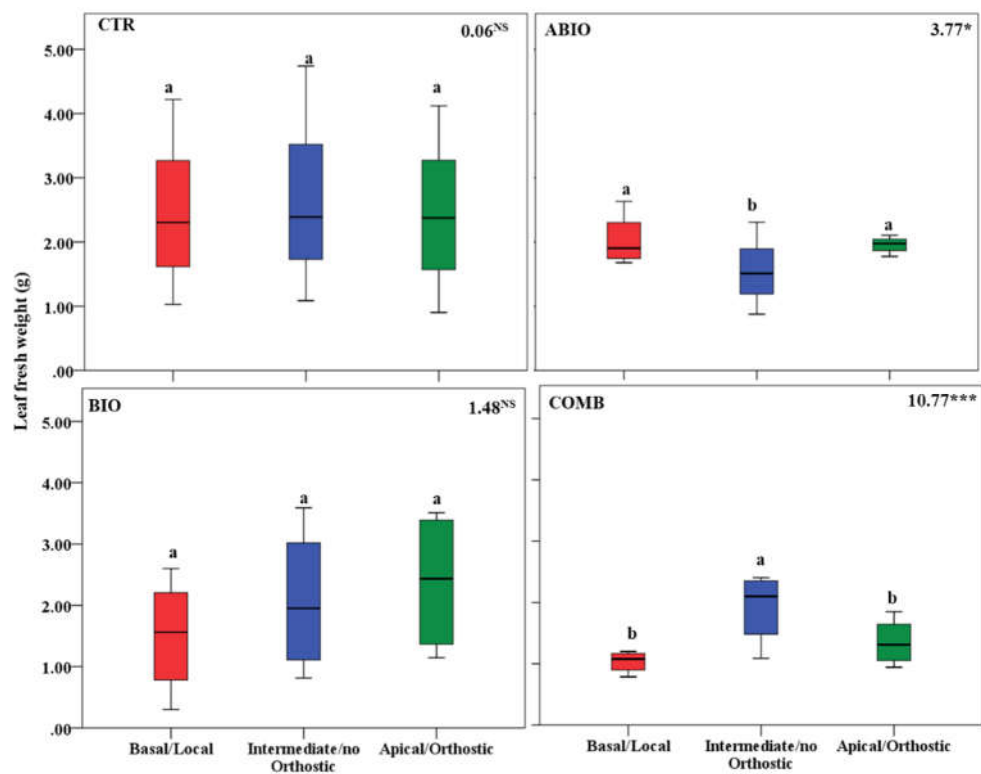 CTR
0.06NS
ABIO
3.77*
5.00
4.00
3.00
2.00
1.00
.00
a
a
a
a
b
a
Leaf fresh weight (g)
BIO
1.48NS
COMB
10.77***
5.00
4.00
3.00
2.00
1.00
.00
a
a
a
b
a
b
Basal/Local
Intermediate/no
Orthostic
Apical/Orthostic
Basal/Local
Intermediate/no
Orthostic
Apical/Orthostic